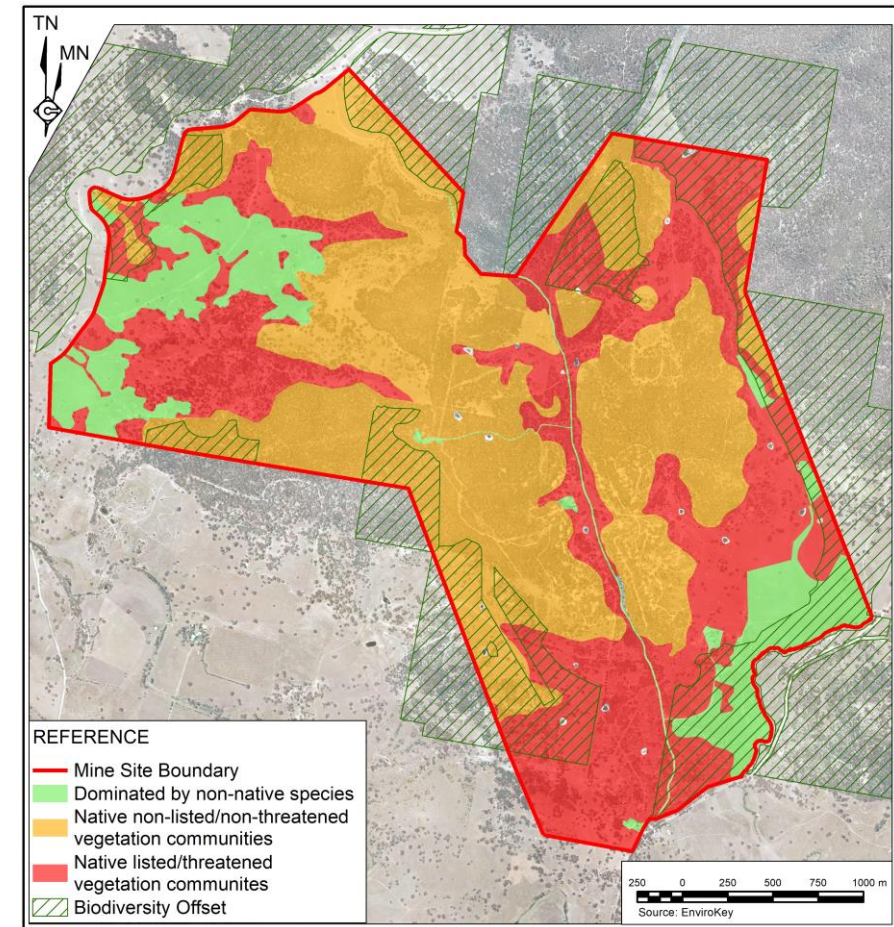 TN
MN
REFERENCE
Mine Site Boundary
Dominated by non-native species
Native non-listed/non-threatened
vegetation communities
Native listed/threatened
vegetation communites
Biodiversity Offset
250 0 250 500 750 1000 m
Source: EnviroKey